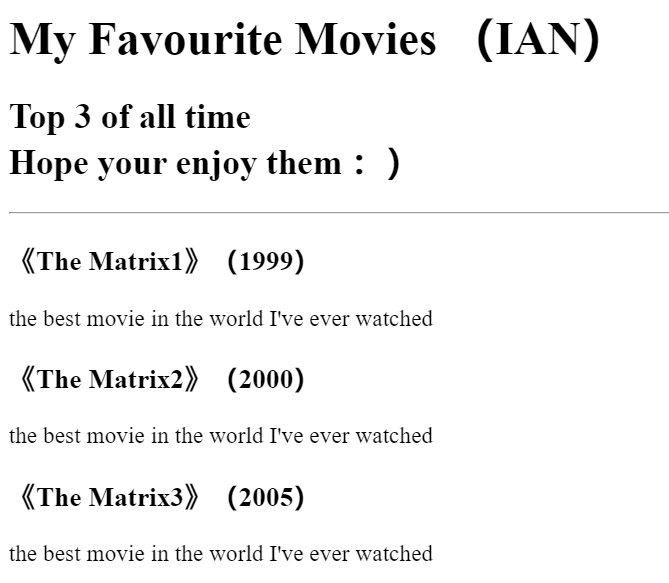 My Favourite Movies （IAN）
Top 3 of all time
Hope your enjoy them：）
《The Matrix1》（1999）
the best movie in the world I've ever watched
《The Matrix2》（2000）
the best movie in the world I've ever watched
《The Matrix3》（2005）
the best movie in the world I've ever watched